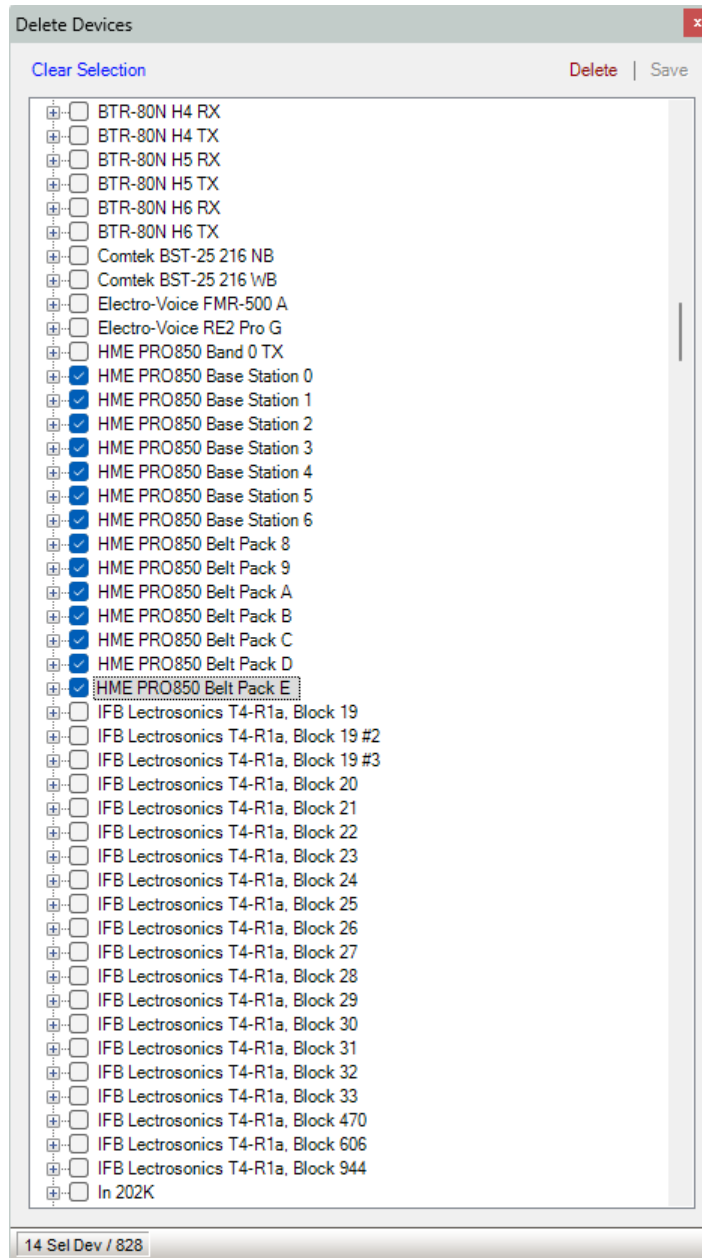 Delete Devices
x
Clear Selection Delete | Save
BTR-80N H4 RX
BTR-80N H4 TX
BTR-80N H5 RX
BTR-80N H5 TX
BTR-80N H6 RX
BTR-80N H6 TX
Comtek BST-25 216 NB
Comtek BST-25 216 WB
Electro-Voice FMR-500 A
Electro-Voice RE2 Pro G
HME PRO850 Band 0 TX
HME PRO850 Base Station 0
HME PRO850 Base Station 1
HME PRO850 Base Station 2
HME PRO850 Base Station 3
HME PRO850 Base Station 4
HME PRO850 Base Station 5
HME PRO850 Base Station 6
HME PRO850 Belt Pack 8
HME PRO850 Belt Pack 9
HME PRO850 Belt Pack A
HME PRO850 Belt Pack B
HME PRO850 Belt Pack C
HME PRO850 Belt Pack D
HME PRO850 Belt Pack E
IFB Lectrosonics T4-R1a, Block 19
IFB Lectrosonics T4-R1a, Block 19 #2
IFB Lectrosonics T4-R1a, Block 19 #3
IFB Lectrosonics T4-R1a, Block 20
IFB Lectrosonics T4-R1a, Block 21
IFB Lectrosonics T4-R1a, Block 22
IFB Lectrosonics T4-R1a, Block 23
IFB Lectrosonics T4-R1a, Block 24
IFB Lectrosonics T4-R1a, Block 25
IFB Lectrosonics T4-R1a, Block 26
IFB Lectrosonics T4-R1a, Block 27
IFB Lectrosonics T4-R1a, Block 28
IFB Lectrosonics T4-R1a, Block 29
IFB Lectrosonics T4-R1a, Block 30
IFB Lectrosonics T4-R1a, Block 31
IFB Lectrosonics T4-R1a, Block 32
IFB Lectrosonics T4-R1a, Block 33
IFB Lectrosonics T4-R1a, Block 470
IFB Lectrosonics T4-R1a, Block 606
IFB Lectrosonics T4-R1a, Block 944
In 202K
14 Sel Dev / 828